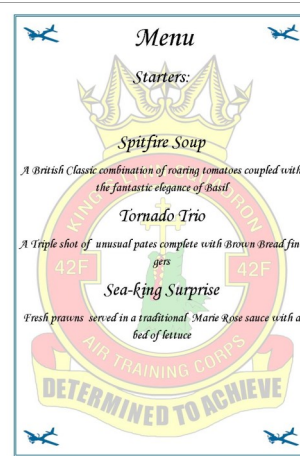 Menu
Starters:
Spitfire Soup
A British Classic combination of roaring tomatoes coupled with
the fantastic elegance of Basil
Tornado Trio
A Triple shot of unusual pates complete with Brown Bread fin-
gers
Sea-king Surprise
Fresh prawns served in a traditional Marie Rose sauce with a
bed of lettuce
42F
42F
AIR TRAINING CORPS
DETERMINED TO ACHIEVE